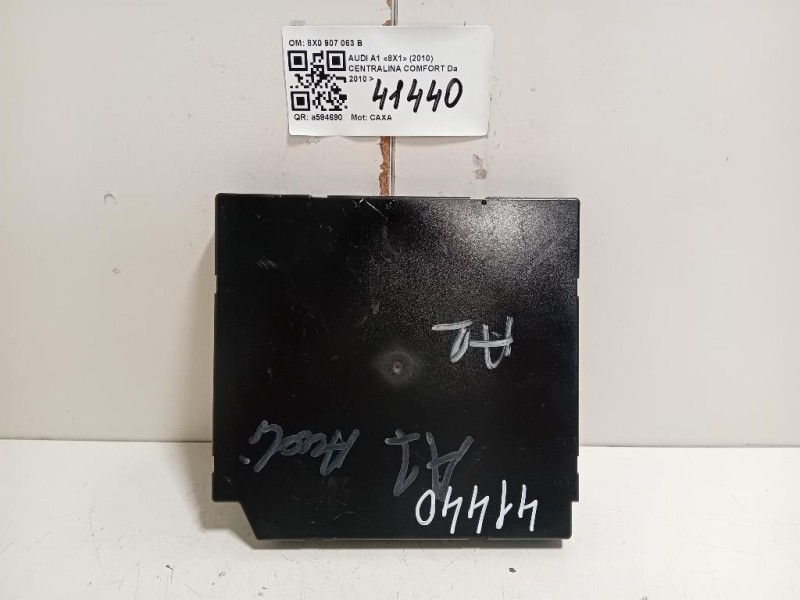 OM: 8X0 907 063 B
AUDI A1 «8X1» (2010)
CENTRALINA COMFORT Da
2010 >
41440
QR: a594690 Mot: CAXA
A1
A1
41440